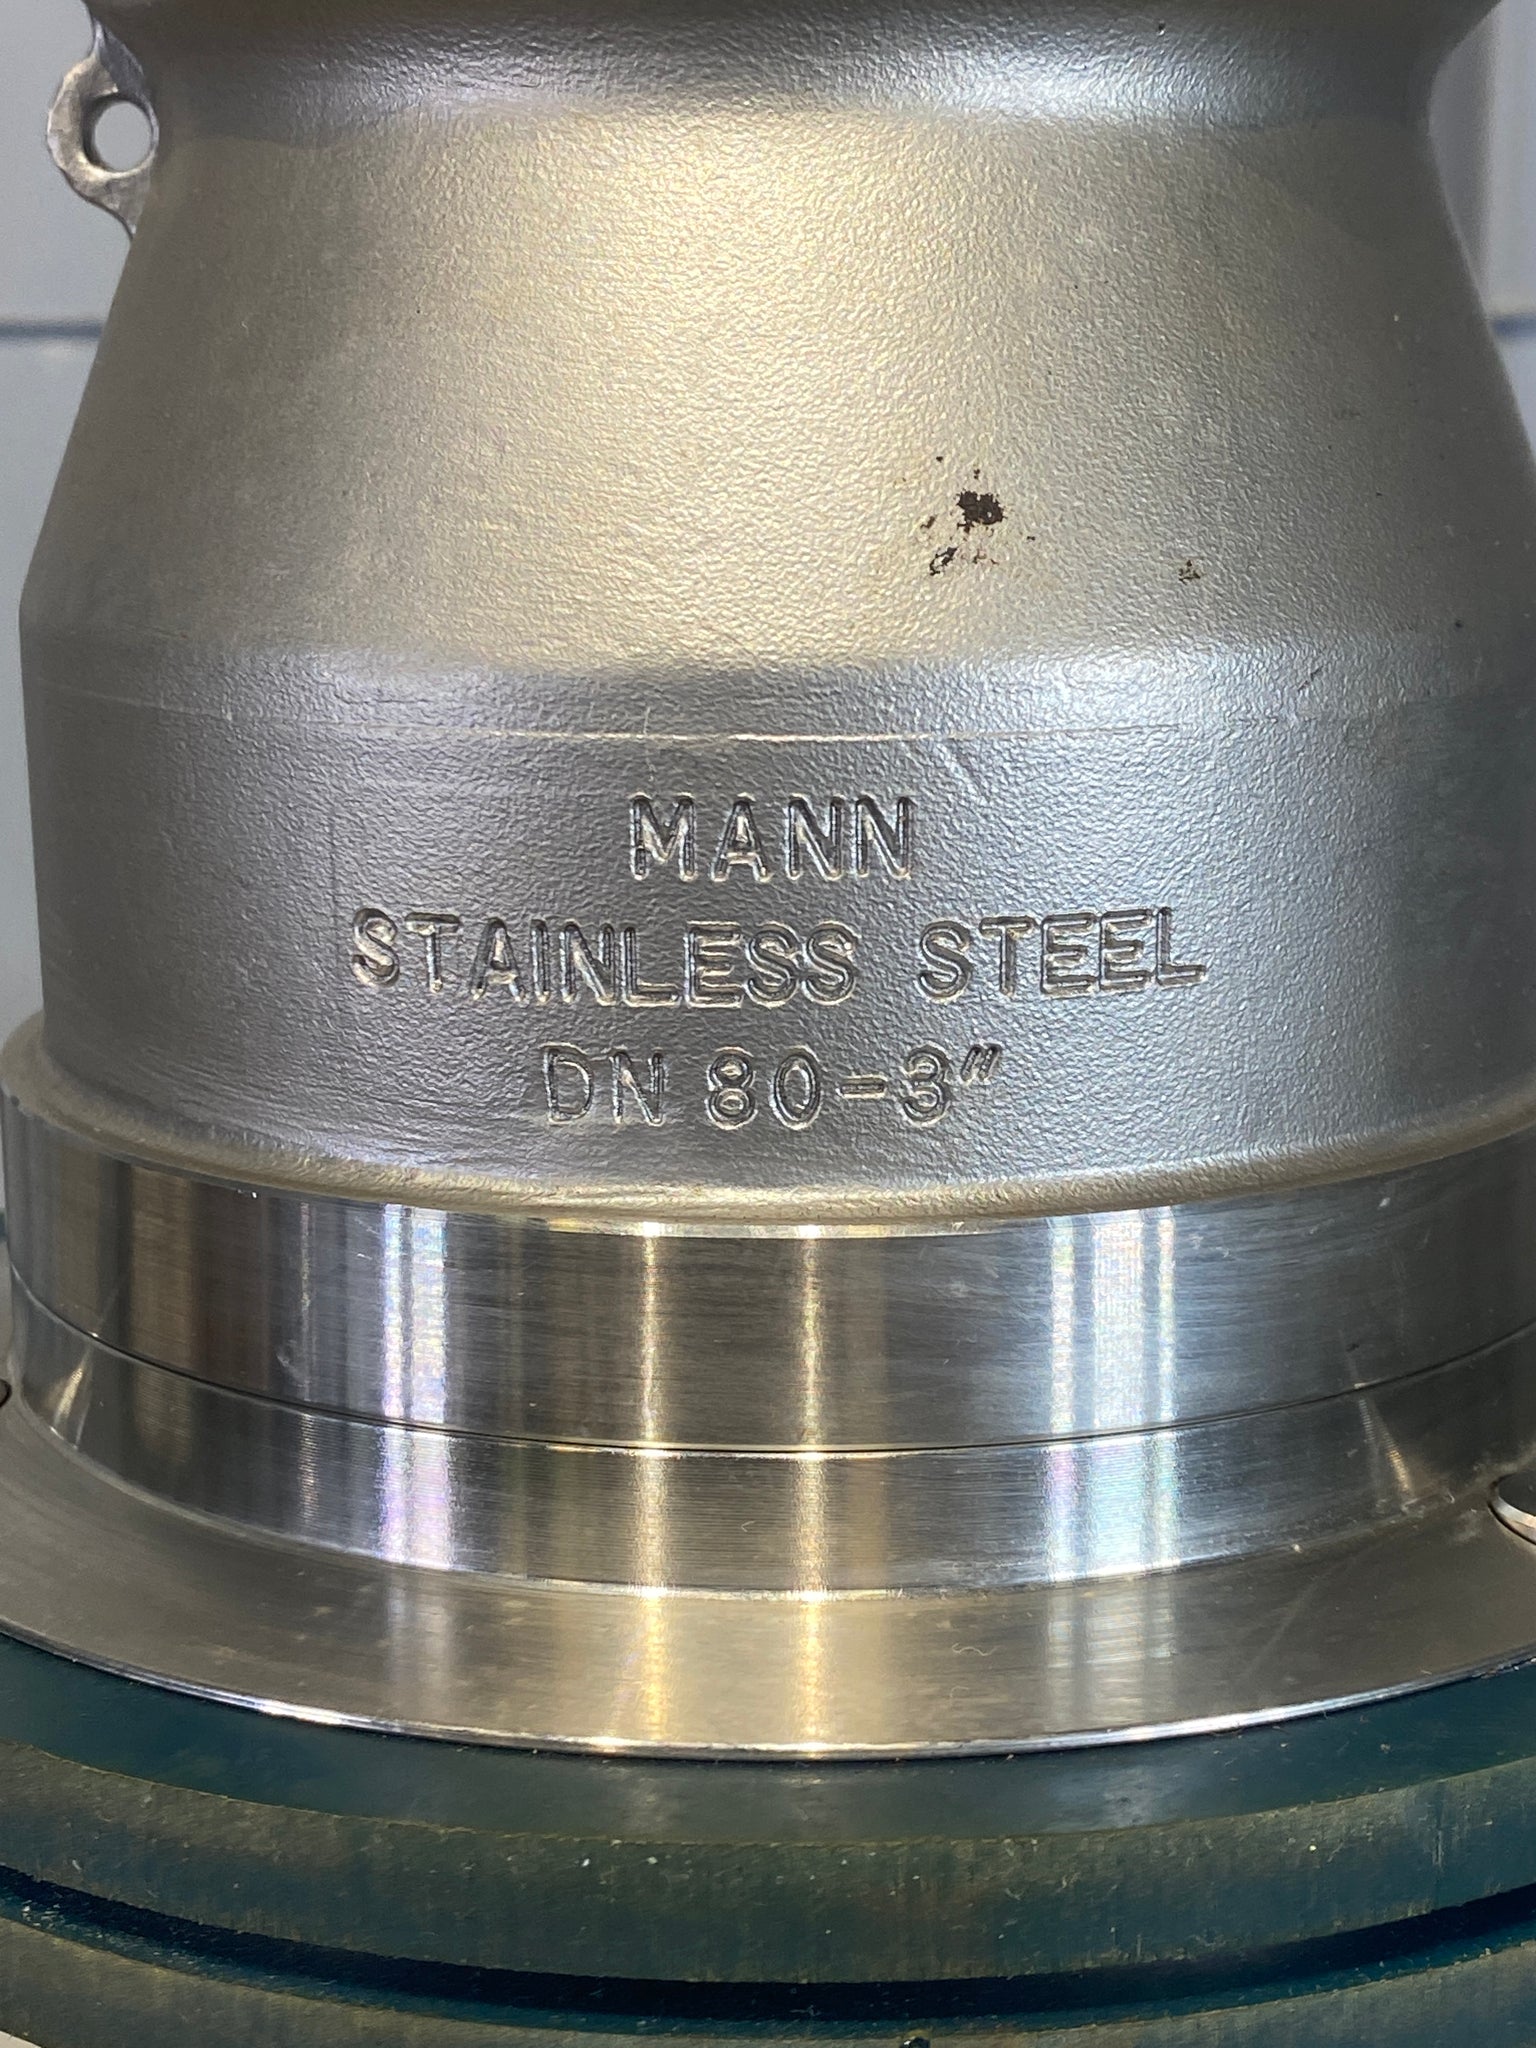 MANN
STAINLESS STEEL
DN 80-3"